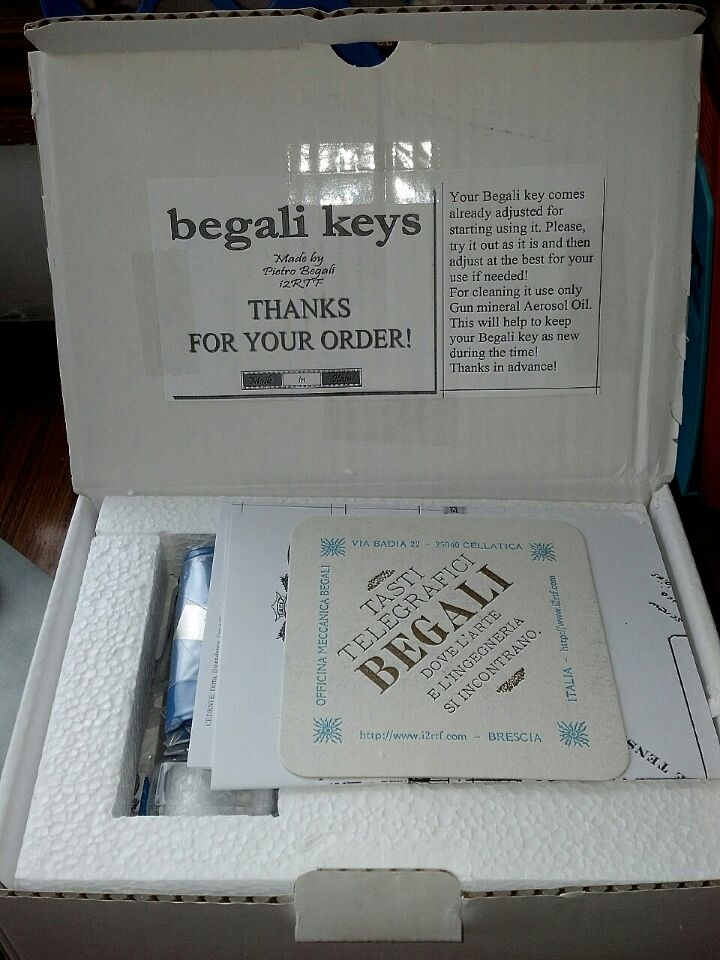 begali keys
Made by
Pietro Begali
i2RTF
THANKS
FOR YOUR ORDER!
Made in Italy
Your Begali key comes
already adjusted for
starting using it. Please,
try it out as it is and then
adjust at the best for your
use if needed!
For cleaning it use only
Gun mineral Aerosol Oil.
This will help to keep
your Begali key as new
during the time!
Thanks in advance!
VIA BADIA 22 - 25060 CELLATICA
OFFICINA MECCANICA BEGALI
TASTI
TELEGRAFICI
BEGALI
DOVE L'ARTE
E L'INGEGNERIA
SI INCONTRANO.
ITALIA - http://www.i2rtf.com
http://www.i2rtf.com - BRESCIA
TENS